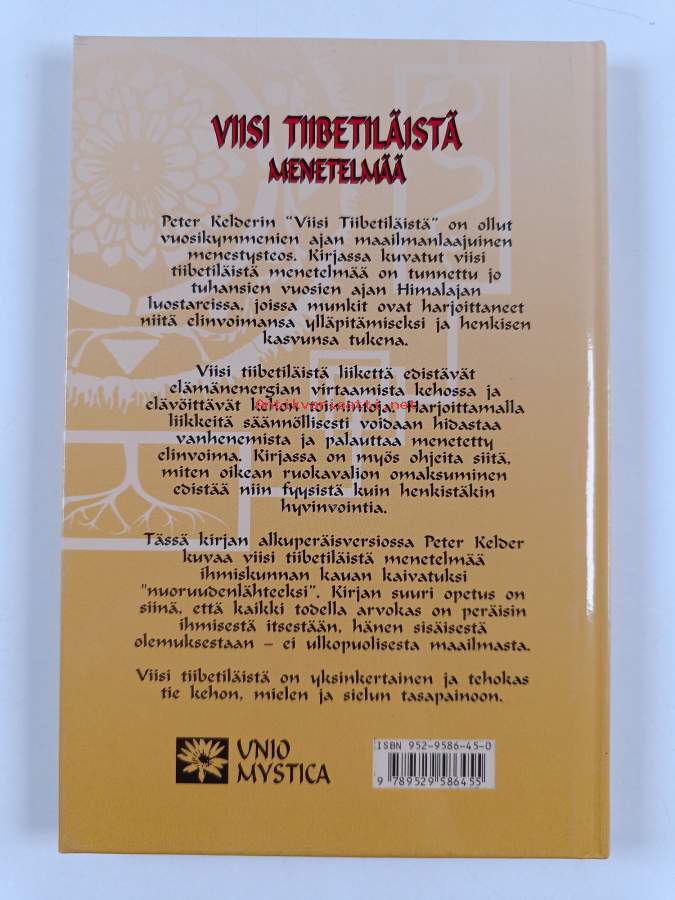 VIISI TIIBETILÄISTÄ
MENETELMÄÄ
Peter Kelderin "Viisi Tiibetiläistä" on ollut
vuosikymmenien ajan maailmanlaajuinen
menestysteos. Kirjassa kuvatut viisi
tiibetiläistä menetelmää on tunnettu jo
tuhansien vuosien ajan Himalajan
luostareissa, joissa munkit ovat harjoittaneet
niitä elinvoimansa ylläpitämiseksi ja henkisen
kasvunsa tukena.
Viisi tiibetiläistä liikettä edistävät
elämänenergian virtaamista kehossa ja
elävöittävät kehon toimintoja. Harjoittamalla
antikvariaatti.net
liikkeitä säännöllisesti voidaan hidastaa
vanhenemista ja palauttaa menetetty
elinvoima. Kirjassa on myös ohjeita siitä,
miten oikean ruokavalion omaksuminen
edistää niin fyysistä kuin henkistäkin
hyvinvointia.
Tässä kirjan alkuperäisversiossa Peter Kelder
kuvaa viisi tiibetiläistä menetelmää
ihmiskunnan kauan kaivatuksi
"nuoruudenlähteeksi". Kirjan suuri opetus on
siinä, että kaikki todella arvokas on peräisin
ihmisestä itsestään, hänen sisäisestä
olemuksestaan – ei ulkopuolisesta maailmasta.
Viisi tiibetiläistä on yksinkertainen ja tehokas
tie kehon, mielen ja sielun tasapainoon.
UNIO
MYSTICA
ISBN 952-9586-45-0
9 789529 586455